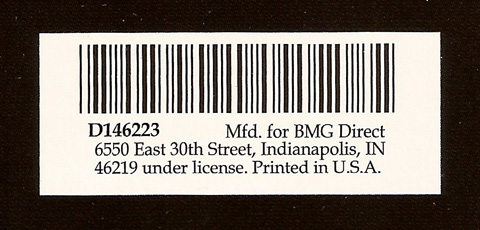 D146223 Mfd. for BMG Direct
6550 East 30th Street, Indianapolis, IN
46219 under license. Printed in U.S.A.